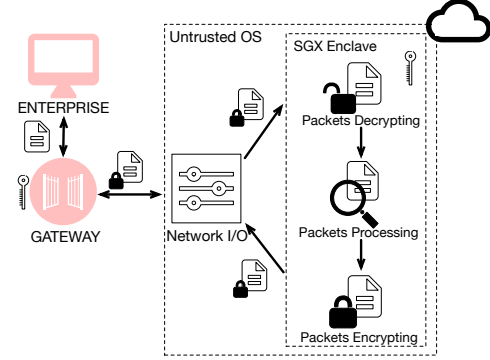 Untrusted OS
SGX Enclave
ENTERPRISE
Packets Decrypting
GATEWAY
Network I/O
Packets Processing
Packets Encrypting